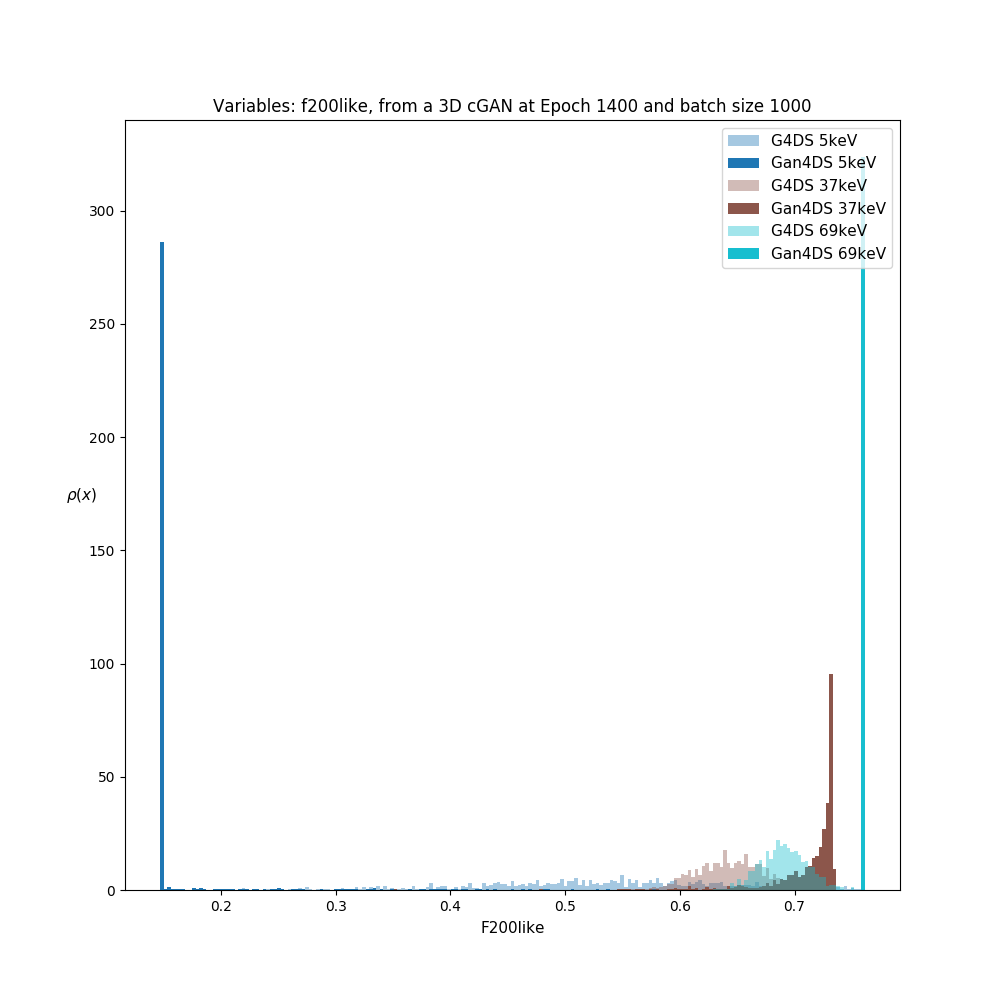 Variables: f200like, from a 3D cGAN at Epoch 1400 and batch size 1000
G4DS 5keV
Gan4DS 5keV
G4DS 37keV
Gan4DS 37keV
G4DS 69keV
Gan4DS 69keV
300
250
200
ρ(x)
150
100
50
0
0.2 0.3 0.4 0.5 0.6 0.7
F200like